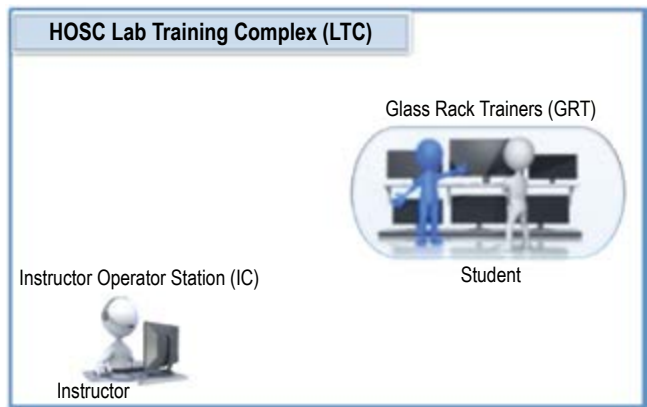 HOSC Lab Training Complex (LTC)
Glass Rack Trainers (GRT)
Student
Instructor Operator Station (IC)
Instructor